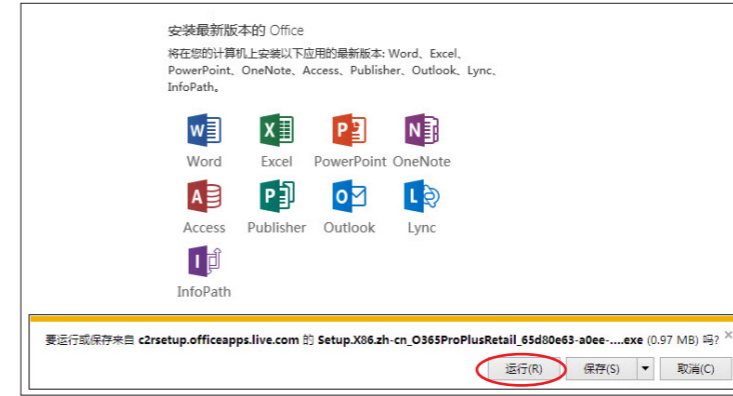 安装最新版本的 Office
将在您的计算机上安装以下应用的最新版本: Word、Excel、
PowerPoint、OneNote、Access、Publisher、Outlook、Lync、
InfoPath。
Word Excel PowerPoint OneNote
Access Publisher Outlook Lync
InfoPath
要运行或保存来自 c2rsetup.officeapps.live.com 的 Setup.X86.zh-cn_O365ProPlusRetail_65d80e63-a0ee-....exe (0.97 MB) 吗? ×
运行(R) 保存(S) 取消(C)